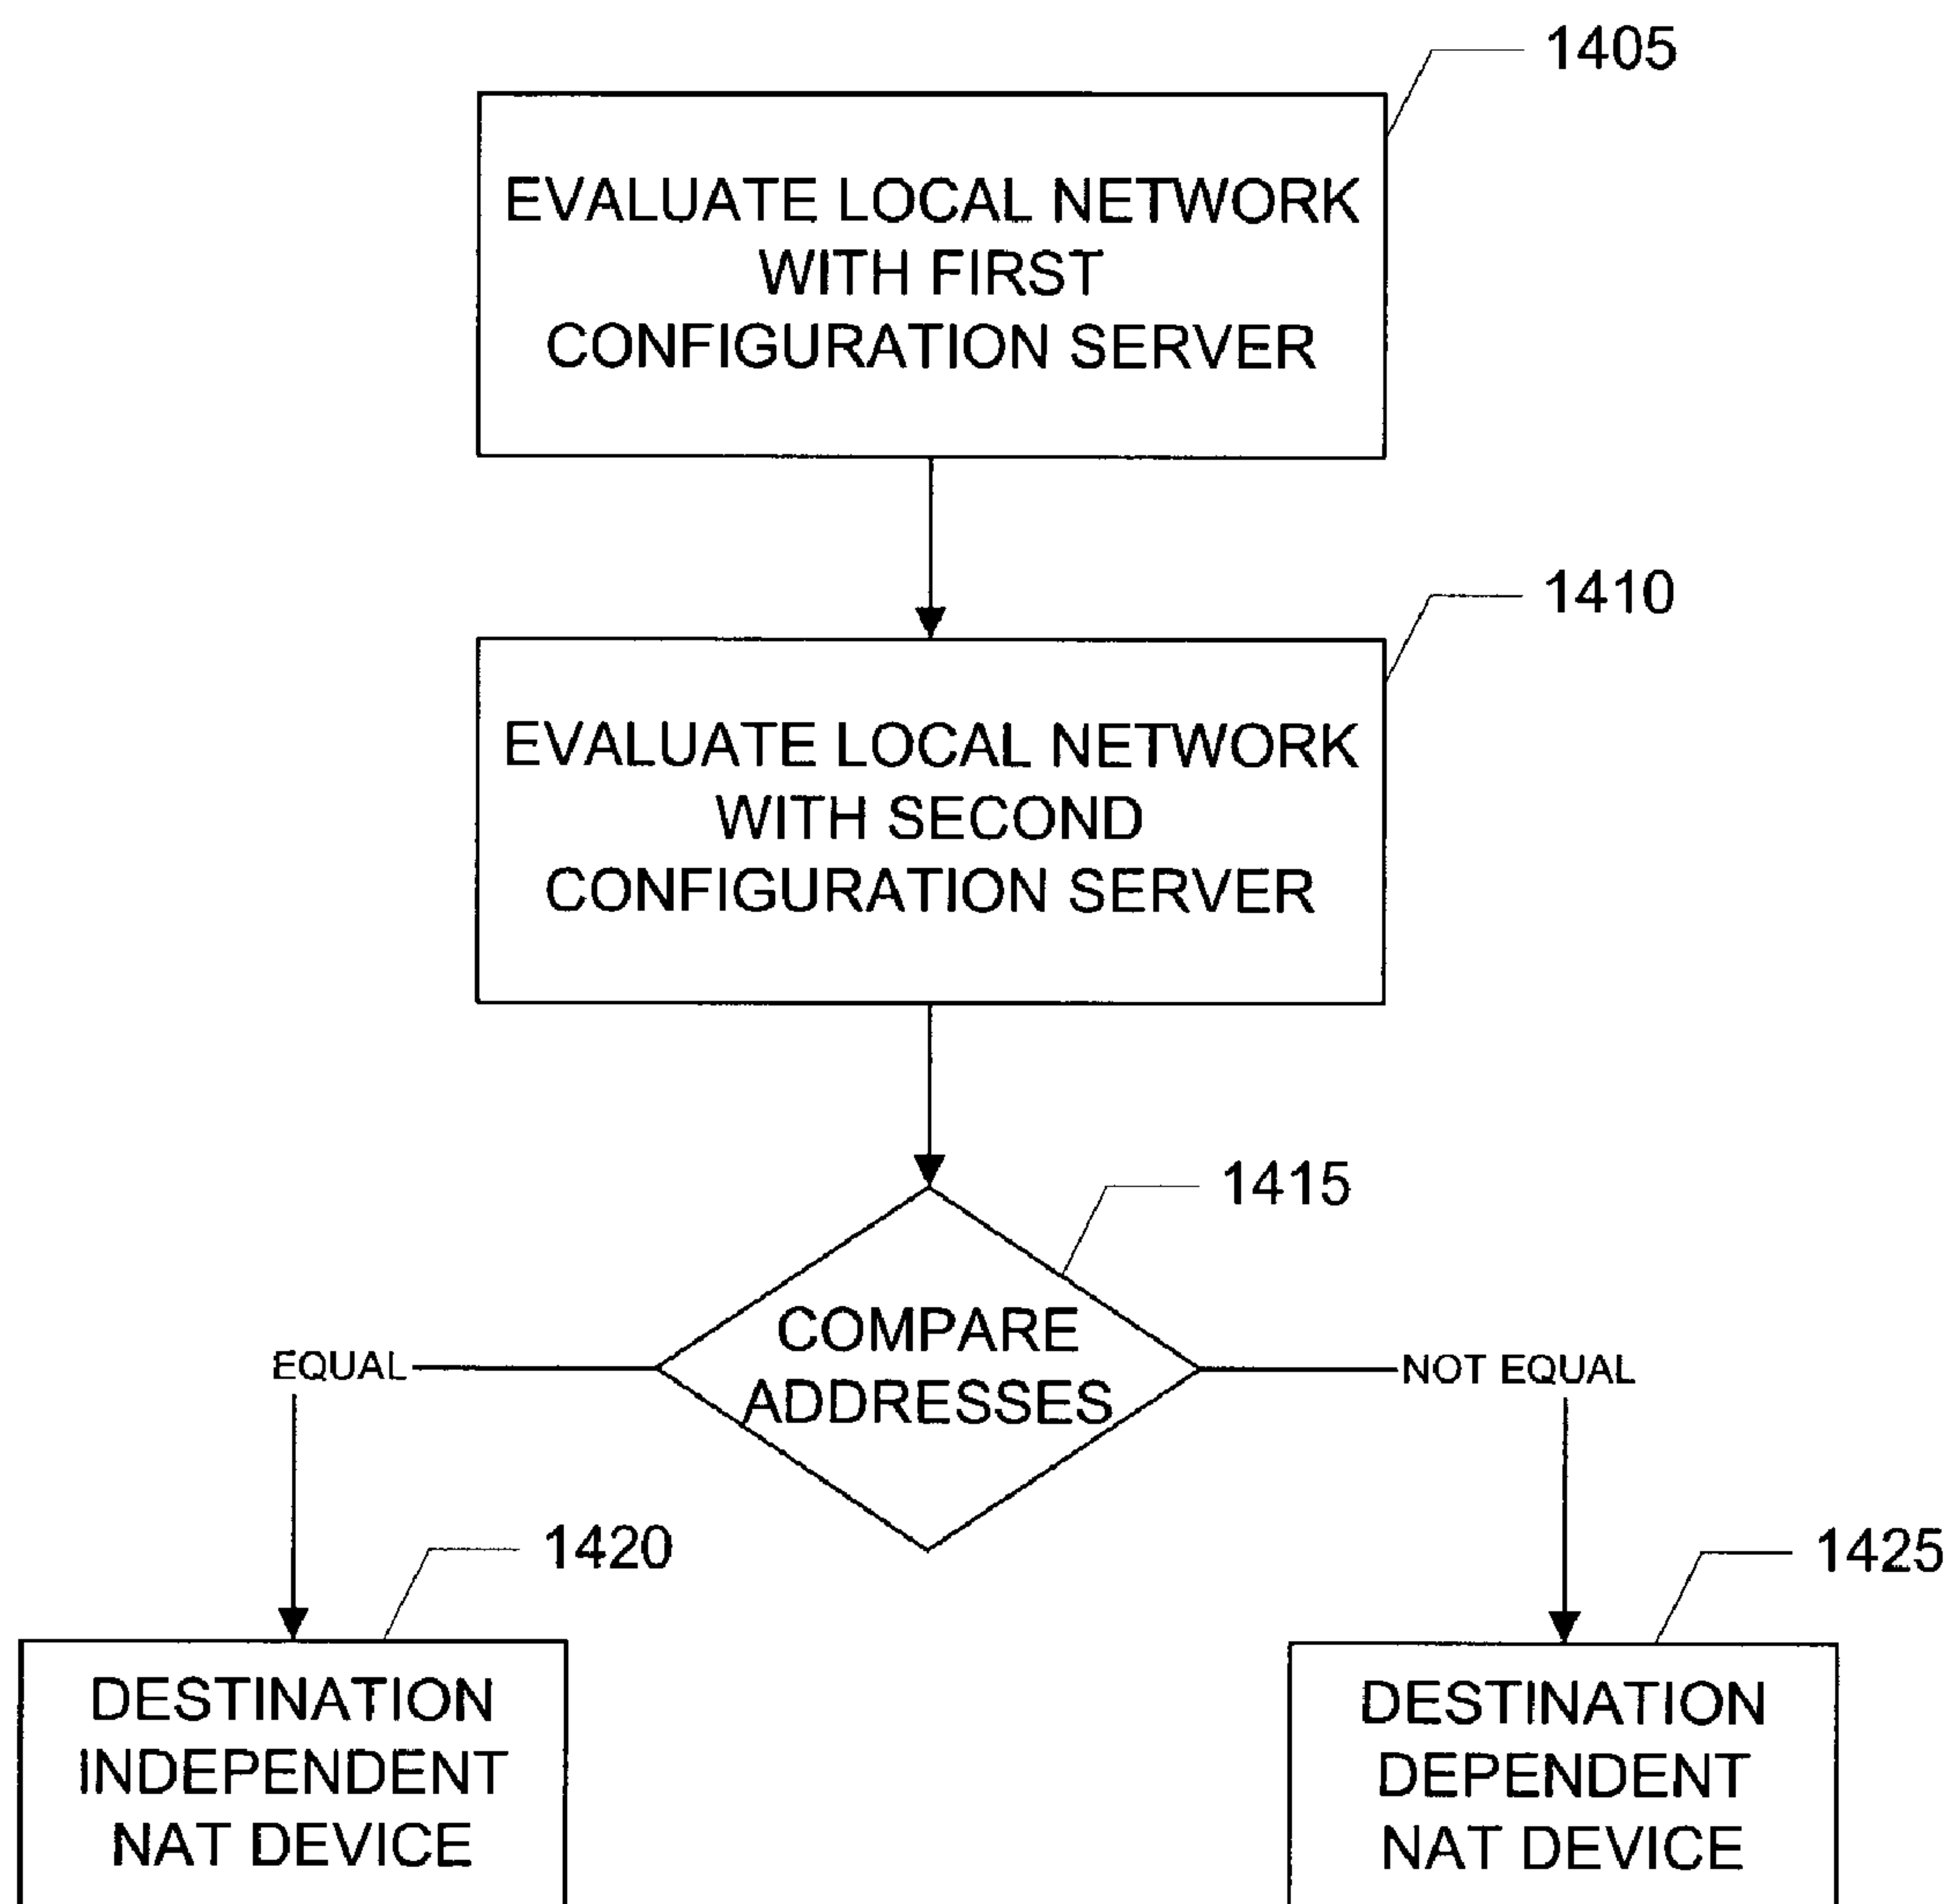 1405
EVALUATE LOCAL NETWORK
WITH FIRST
CONFIGURATION SERVER
1410
EVALUATE LOCAL NETWORK
WITH SECOND
CONFIGURATION SERVER
1415
COMPARE
ADDRESSES
EQUAL
NOT EQUAL
1420
DESTINATION
INDEPENDENT
NAT DEVICE
1425
DESTINATION
DEPENDENT
NAT DEVICE